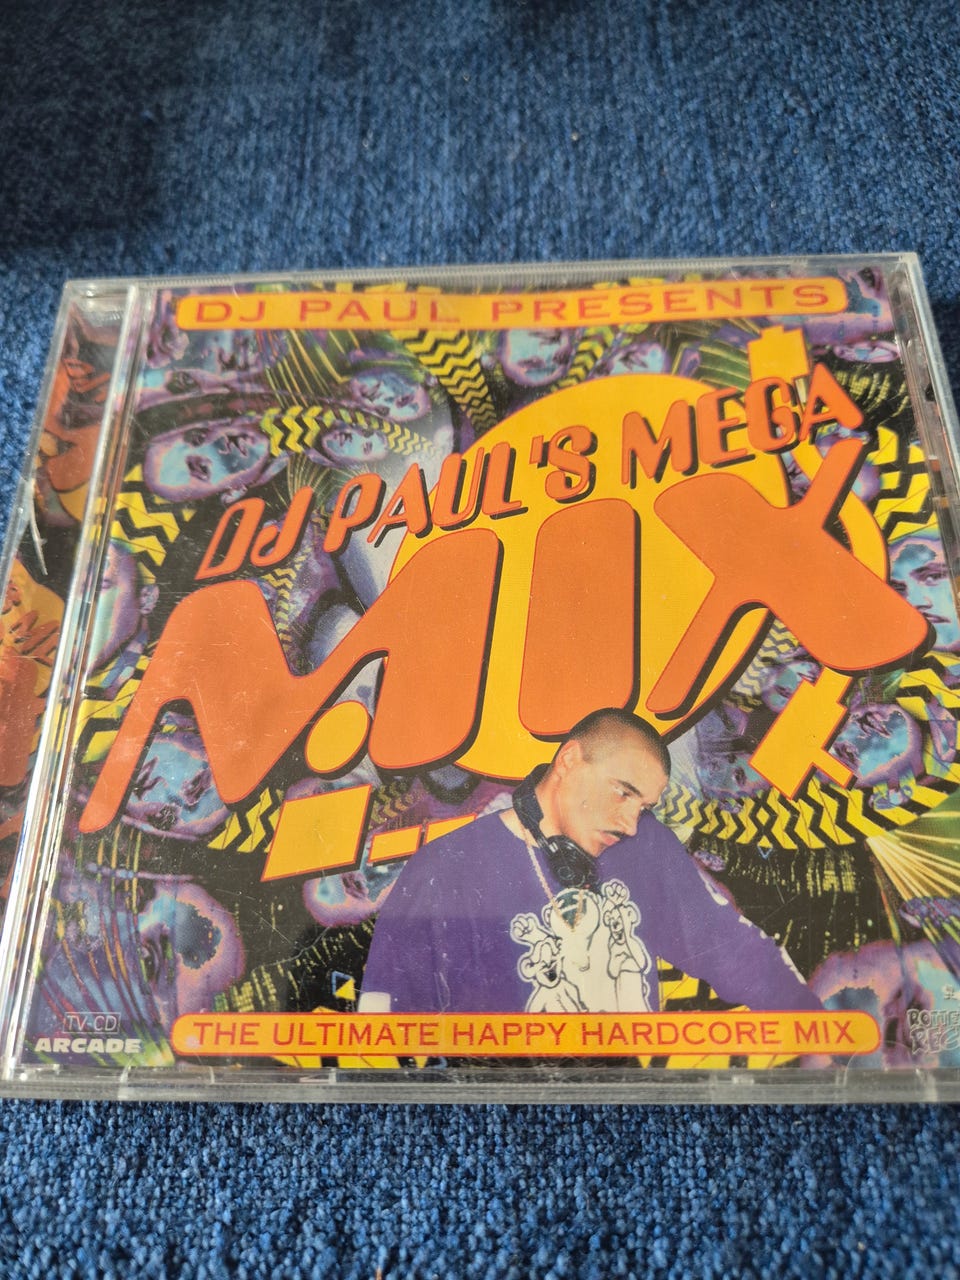 DJ PAUL PRESENTS
DJ PAUL'S MEGA
MIX
TV-CD
ARCADE
THE ULTIMATE HAPPY HARDCORE MIX